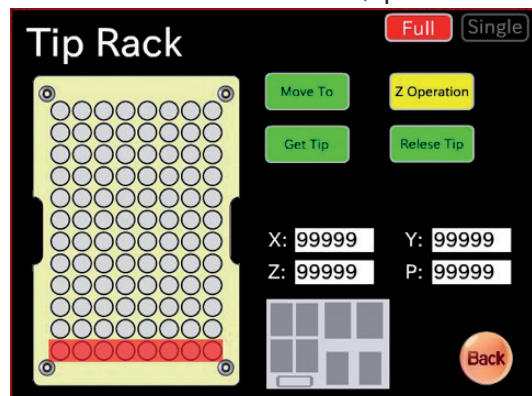 Tip Rack
Full Single
Move To Z Operation
Get Tip Relese Tip
X: 99999 Y: 99999
Z: 99999 P: 99999
Back